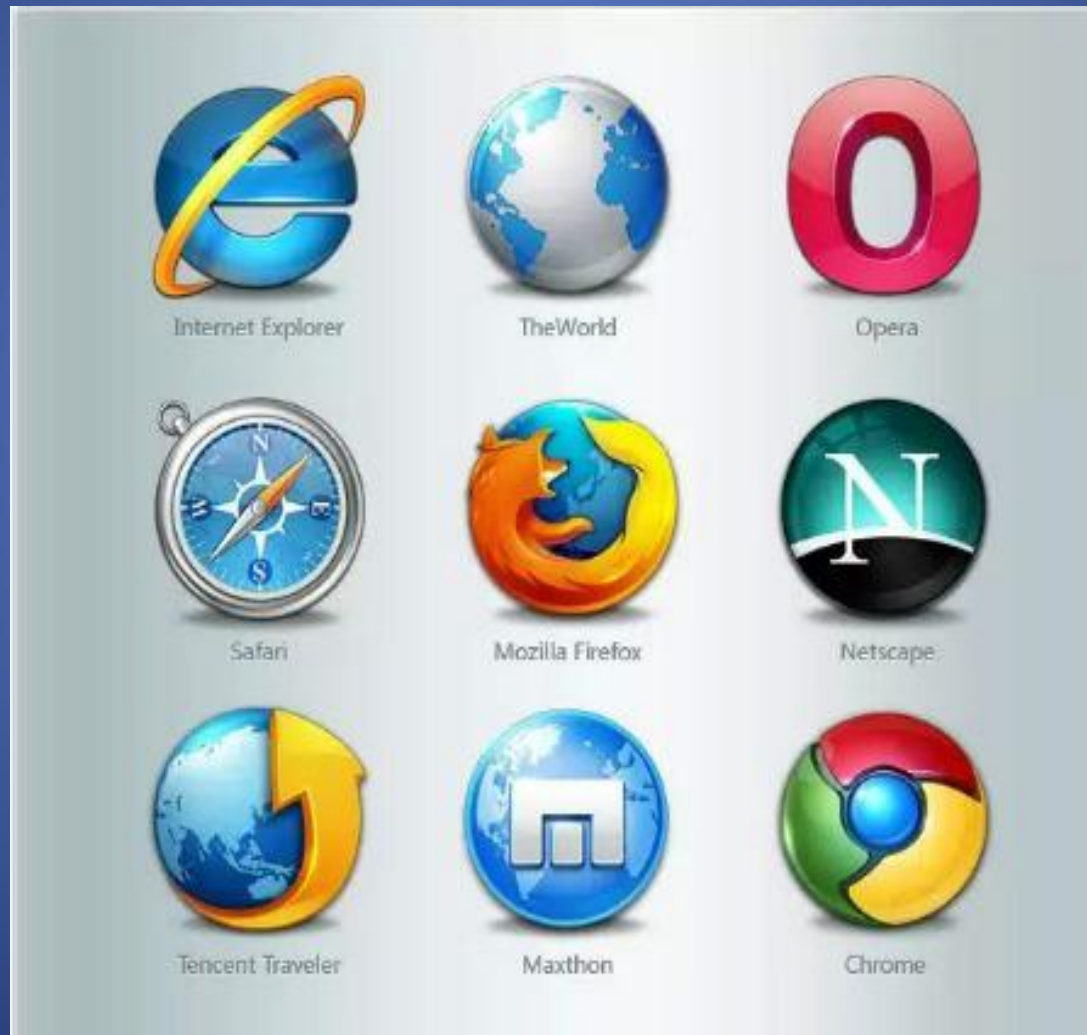 Internet Explorer
TheWorld
Opera
N
W
E
S
Safari
Mozilla Firefox
N
Netscape
Tencent Traveler
Maxthon
Chrome